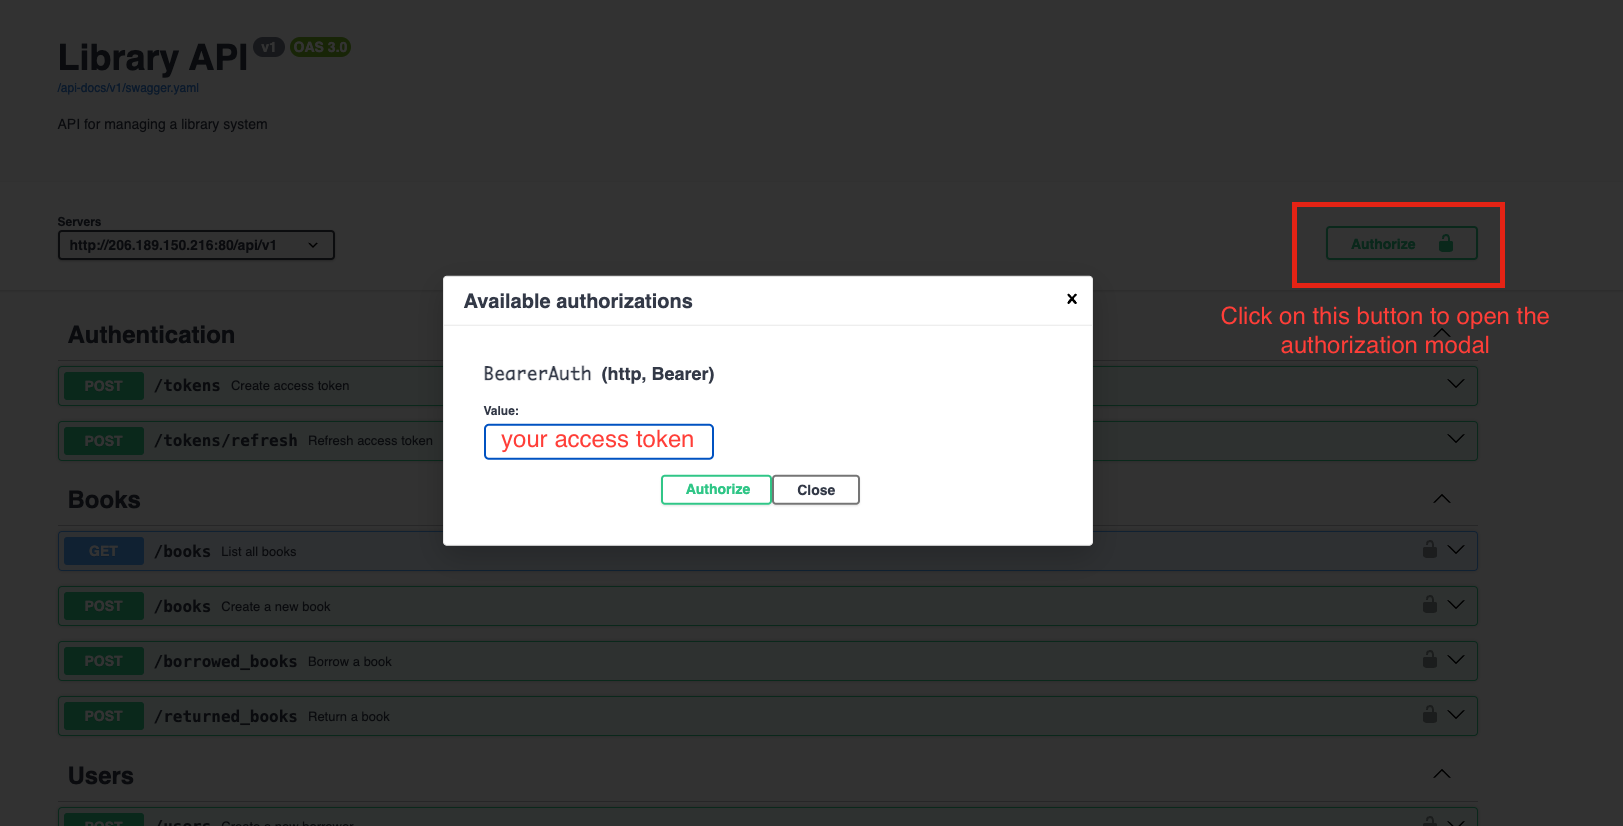 Library API v1 OAS 3.0
/api-docs/v1/swagger.yaml
API for managing a library system
Servers
http://206.189.150.216:80/api/v1
Authorize
Click on this button to open the
authorization modal
Available authorizations
BearerAuth (http, Bearer)
Value:
your access token
Authorize
Close
Authentication
POST /tokens Create access token
POST /tokens/refresh Refresh access token
Books
GET /books List all books
POST /books Create a new book
POST /borrowed_books Borrow a book
POST /returned_books Return a book
Users
POST /users Create a new borrower